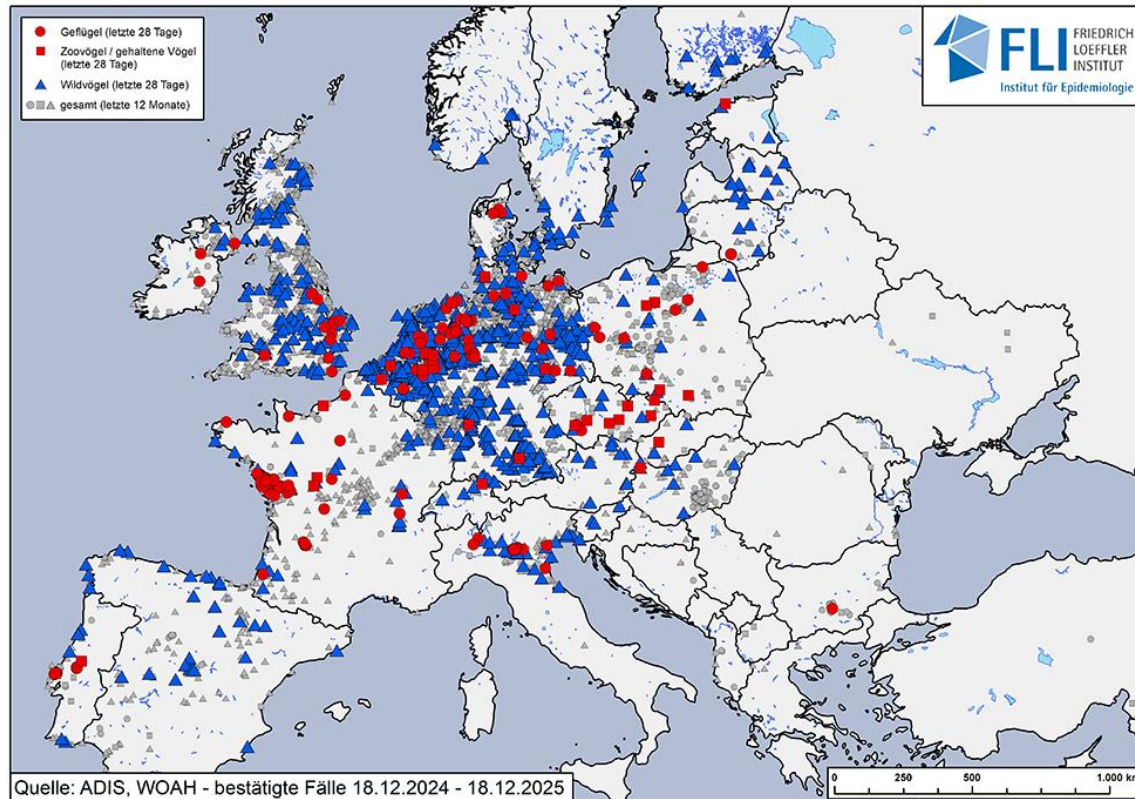 Geflügel (letzte 28 Tage)
Zoovögel / gehaltene Vögel
(letzte 28 Tage)
Wildvögel (letzte 28 Tage)
gesamt (letzte 12 Monate)
FLI
FRIEDRICH
LOEFFLER
INSTITUT
Institut für Epidemiologie
Quelle: ADIS, WOAH - bestätigte Fälle 18.12.2024 - 18.12.2025
0 250 500 1.000 km